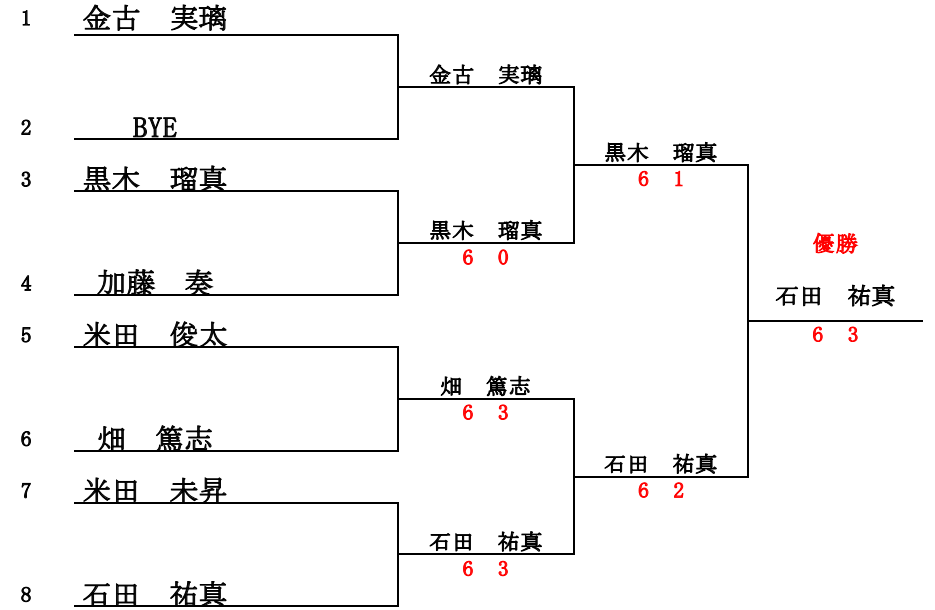 1 金古 実璃
金古 実璃
2 BYE
黒木 瑠真
6 1
3 黒木 瑠真
黒木 瑠真
6 0
優勝
4 加藤 奏
石田 祐真
6 3
5 米田 俊太
畑 篤志
6 3
6 畑 篤志
石田 祐真
6 2
7 米田 未昇
石田 祐真
6 3
8 石田 祐真